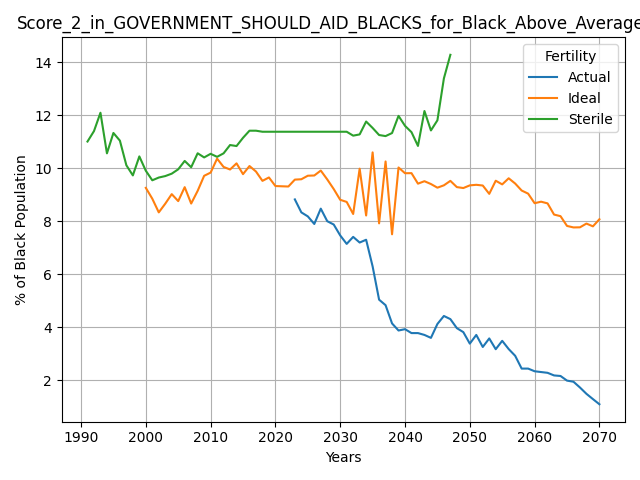 Score_2_in_GOVERNMENT_SHOULD_AID_BLACKS_for_Black_Above_Average
Fertility
Actual
Ideal
Sterile
% of Black Population
14
12
10
8
6
4
2
1990 2000 2010 2020 2030 2040 2050 2060 2070
Years